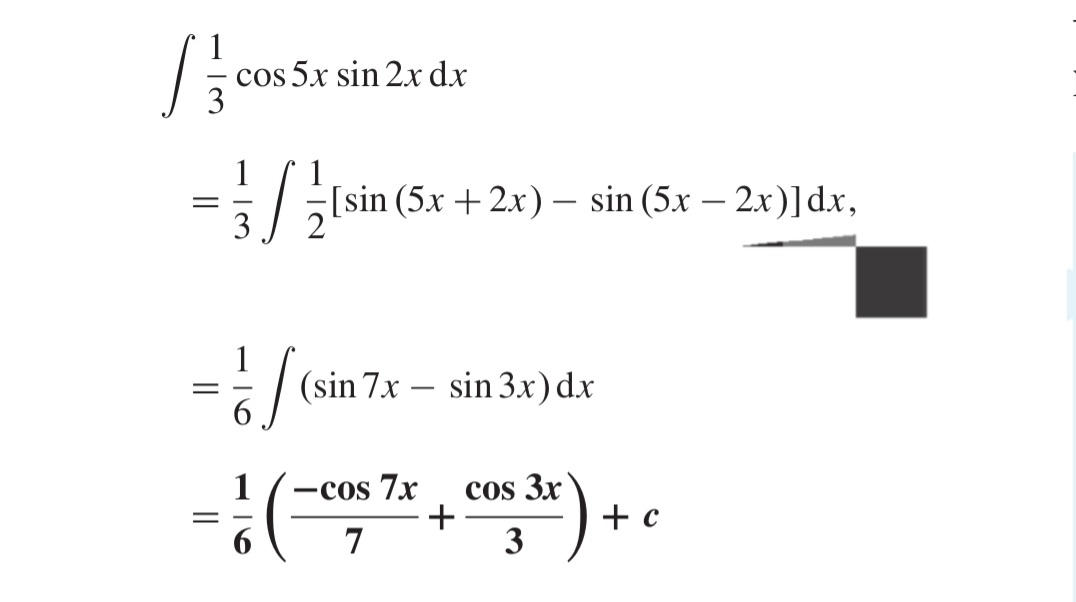 ∫ 1/3 cos 5x sin 2x dx
= 1/3 ∫ 1/2 [sin (5x + 2x) − sin (5x − 2x)] dx,
= 1/6 ∫ (sin 7x − sin 3x) dx
= 1/6 (−cos 7x / 7 + cos 3x / 3) + c